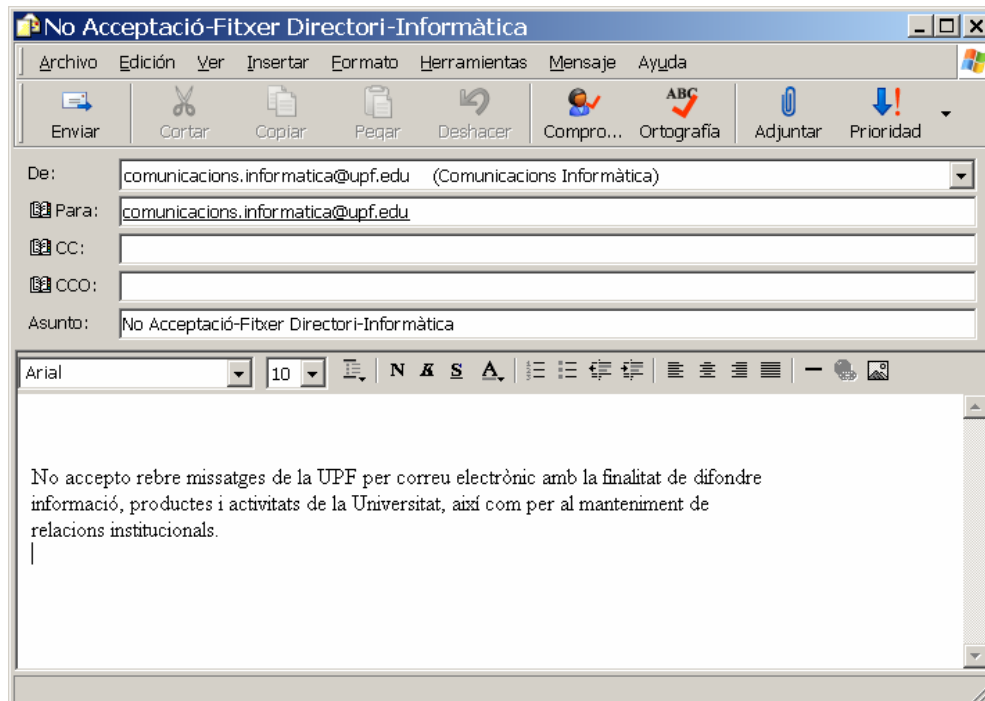 No Acceptació-Fitxer Directori-Informàtica
Archivo Edición Ver Insertar Formato Herramientas Mensaje Ayuda
Enviar Cortar Copiar Pegar Deshacer Compro... Ortografía Adjuntar Prioridad
De: comunicacions.informatica@upf.edu (Comunicacions Informàtica)
Para: comunicacions.informatica@upf.edu
CC:
CCO:
Asunto: No Acceptació-Fitxer Directori-Informàtica
Arial 10 N K S A
No accepto rebre missatges de la UPF per correu electrònic amb la finalitat de difondre
informació, productes i activitats de la Universitat, així com per al manteniment de
relacions institucionals.